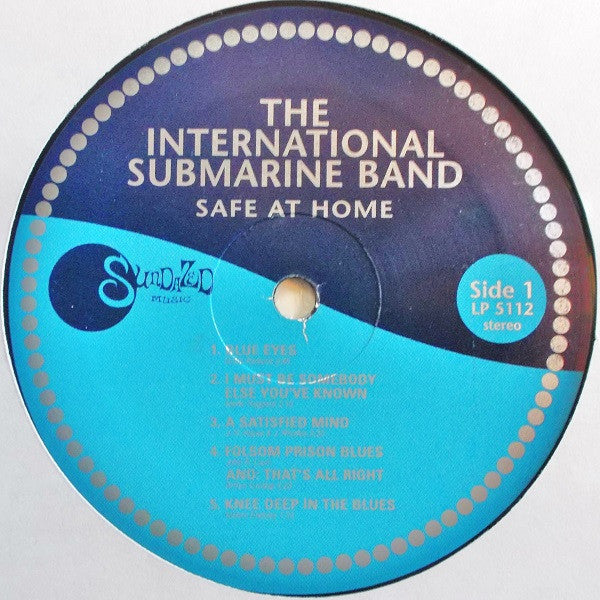 THE
INTERNATIONAL
SUBMARINE BAND
SAFE AT HOME
SUNDAZED
MUSIC
Side 1
LP 5112
stereo
1. BLUE EYES
2. I MUST BE SOMEBODY
ELSE YOU'VE KNOWN
3. A SATISFIED MIND
4. FOLSOM PRISON BLUES
AND, THAT'S ALL RIGHT
5. KNEE DEEP IN THE BLUES